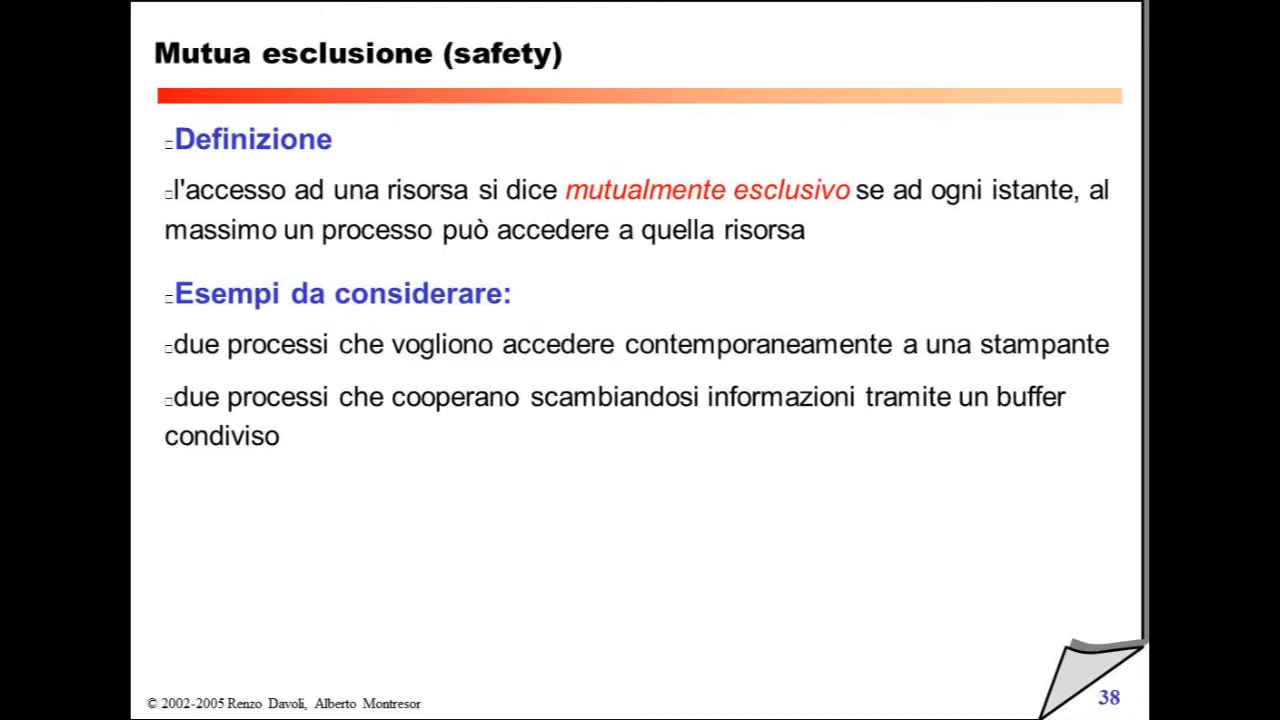 Mutua esclusione (safety)
Definizione
l'accesso ad una risorsa si dice mutualmente esclusivo se ad ogni istante, al
massimo un processo può accedere a quella risorsa
Esempi da considerare:
due processi che vogliono accedere contemporaneamente a una stampante
due processi che cooperano scambiandosi informazioni tramite un buffer
condiviso
© 2002-2005 Renzo Davoli, Alberto Montresor
38